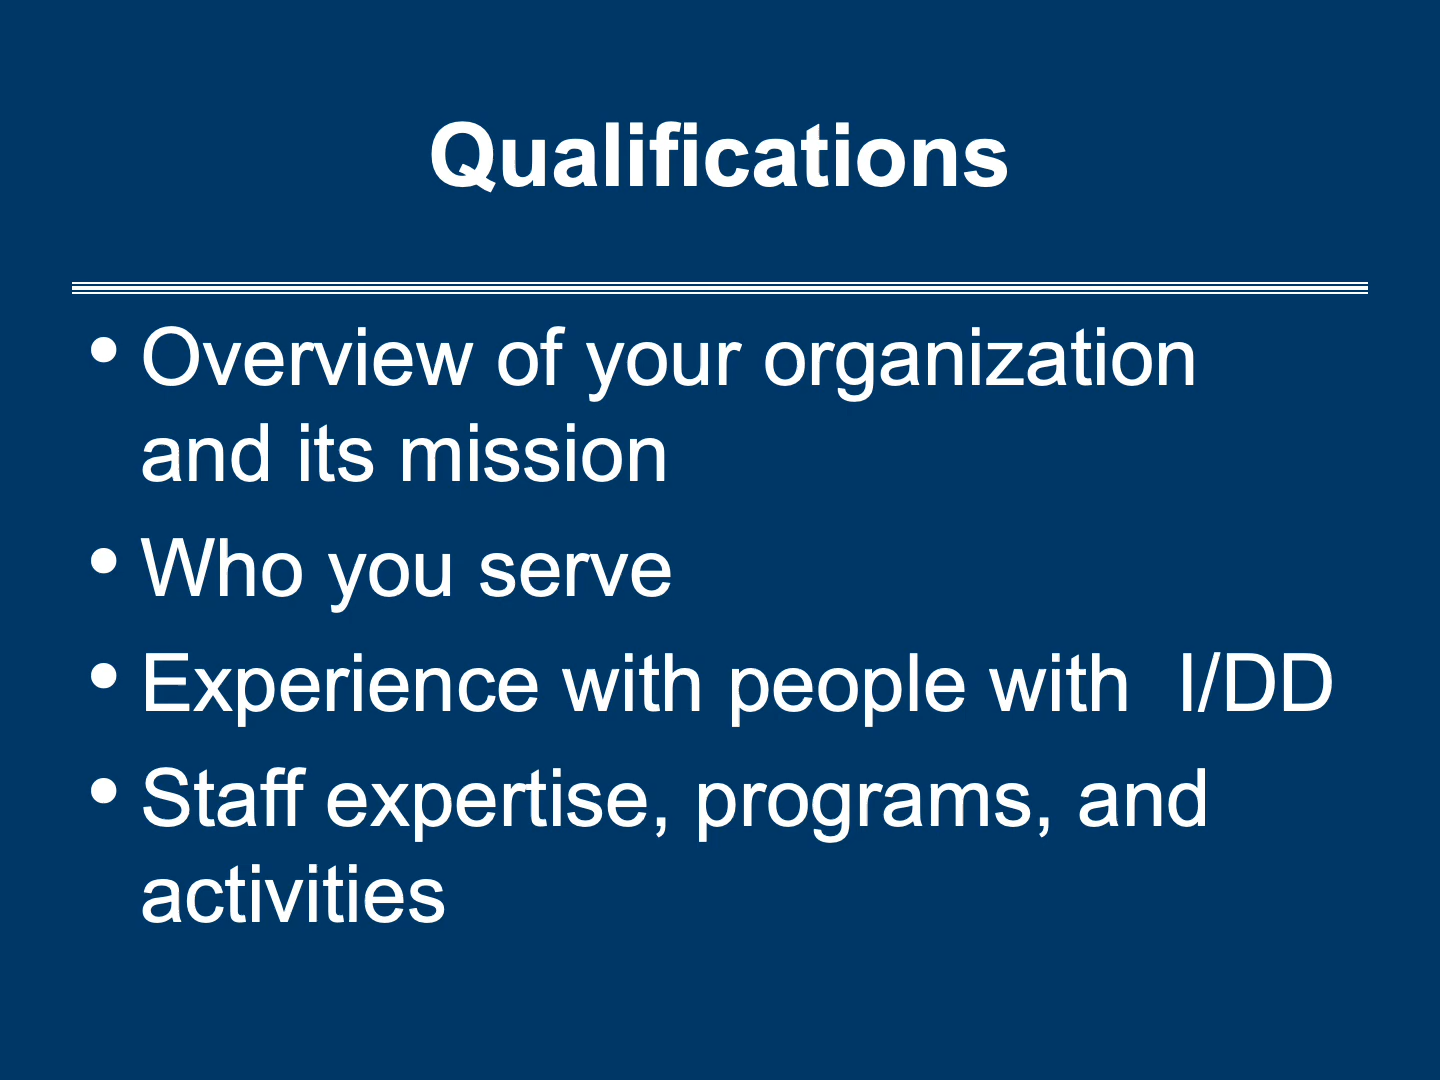 Qualifications
• Overview of your organization
and its mission
• Who you serve
• Experience with people with  I/DD
• Staff expertise, programs, and
activities